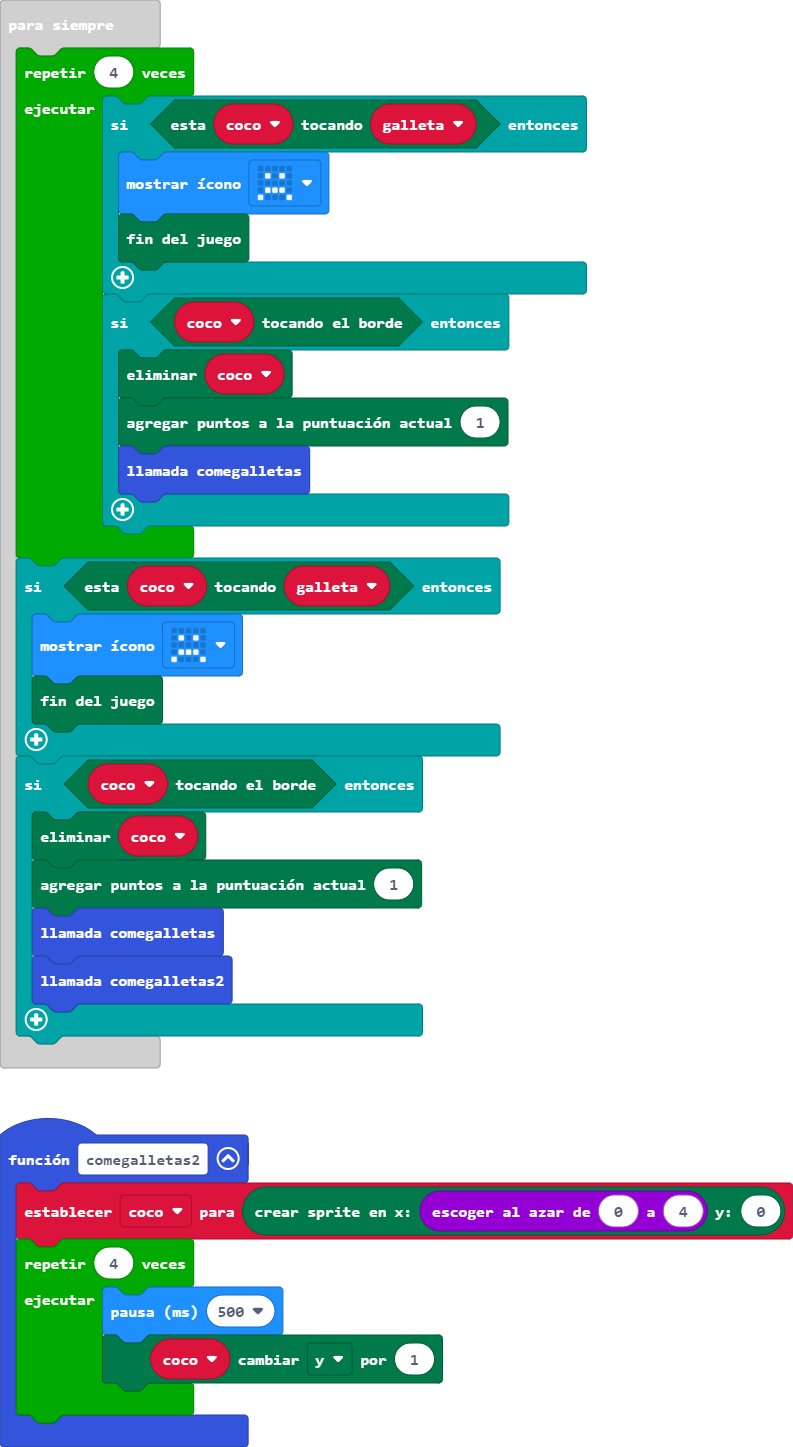 para siempre
repetir 4 veces
ejecutar
si esta coco tocando galleta entonces
mostrar ícono
fin del juego
si coco tocando el borde entonces
eliminar coco
agregar puntos a la puntuación actual 1
llamada comegalletas
si esta coco tocando galleta entonces
mostrar ícono
fin del juego
si coco tocando el borde entonces
eliminar coco
agregar puntos a la puntuación actual 1
llamada comegalletas
llamada comegalletas2
función comegalletas2
establecer coco para crear sprite en x: escoger al azar de 0 a 4 y: 0
repetir 4 veces
ejecutar
pausa (ms) 500
coco cambiar y por 1